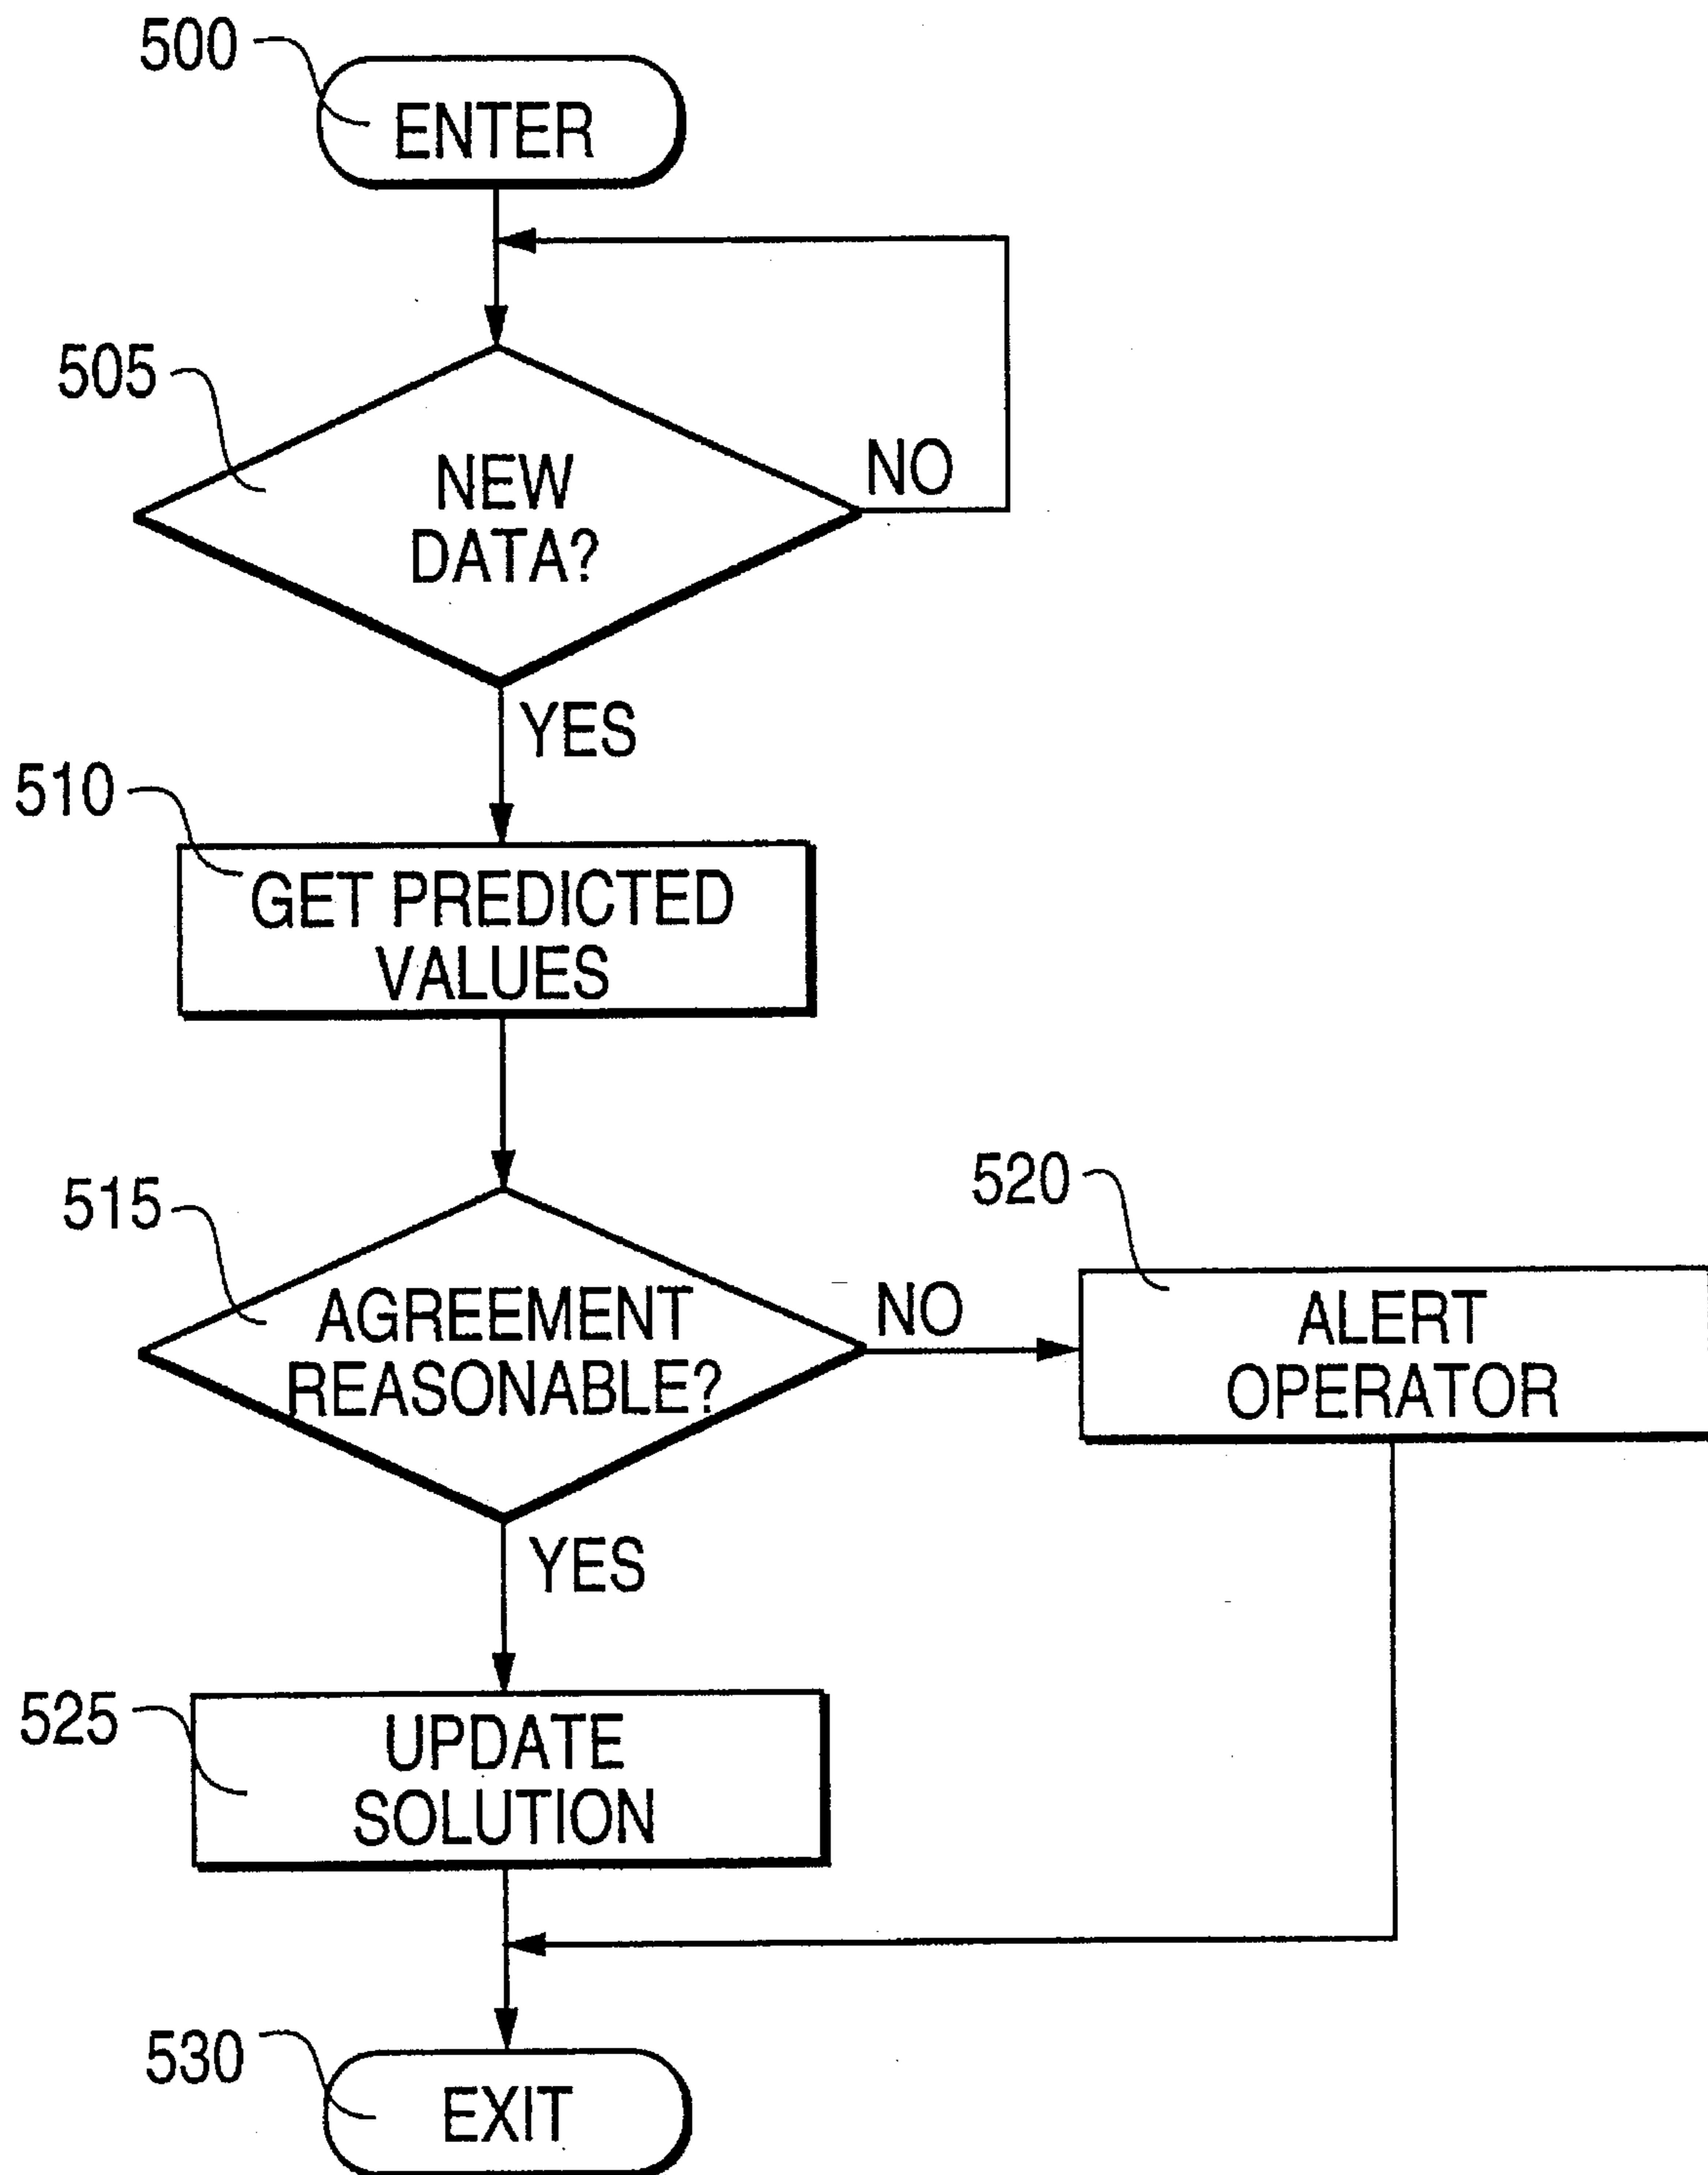 500
ENTER
505
NEW
DATA?
NO
YES
510
GET PREDICTED
VALUES
515
AGREEMENT
REASONABLE?
NO
520
ALERT
OPERATOR
YES
525
UPDATE
SOLUTION
530
EXIT